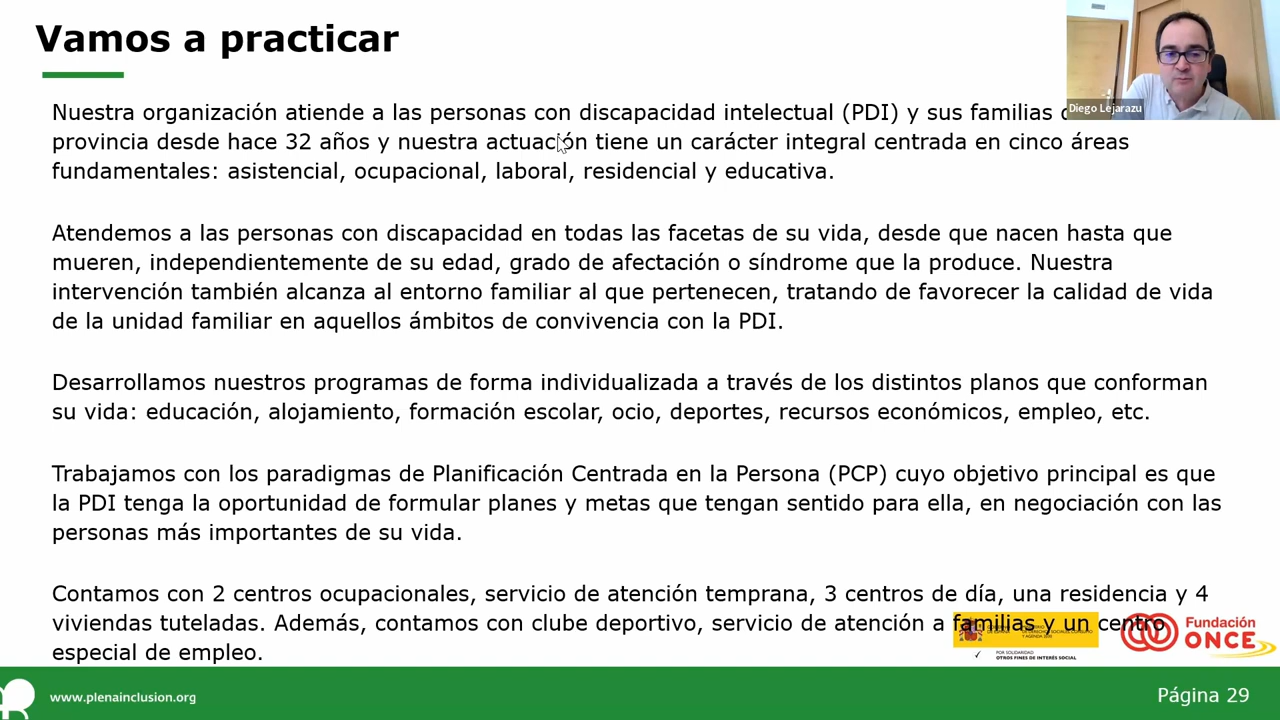 Vamos a practicar
Diego Lejarazu
Nuestra organización atiende a las personas con discapacidad intelectual (PDI) y sus familias
provincia desde hace 32 años y nuestra actuación tiene un carácter integral centrada en cinco áreas
fundamentales: asistencial, ocupacional, laboral, residencial y educativa.
Atendemos a las personas con discapacidad en todas las facetas de su vida, desde que nacen hasta que
mueren, independientemente de su edad, grado de afectación o síndrome que la produce. Nuestra
intervención también alcanza al entorno familiar al que pertenecen, tratando de favorecer la calidad de vida
de la unidad familiar en aquellos ámbitos de convivencia con la PDI.
Desarrollamos nuestros programas de forma individualizada a través de los distintos planos que conforman
su vida: educación, alojamiento, formación escolar, ocio, deportes, recursos económicos, empleo, etc.
Trabajamos con los paradigmas de Planificación Centrada en la Persona (PCP) cuyo objetivo principal es que
la PDI tenga la oportunidad de formular planes y metas que tengan sentido para ella, en negociación con las
personas más importantes de su vida.
Contamos con 2 centros ocupacionales, servicio de atención temprana, 3 centros de día, una residencia y 4
viviendas tuteladas. Además, contamos con clube deportivo, servicio de atención a familias y un centro
especial de empleo.
POR SOLIDARIDAD
OTROS FINES DE INTERÉS SOCIAL
Fundación
ONCE
www.plenainclusion.org
Página 29